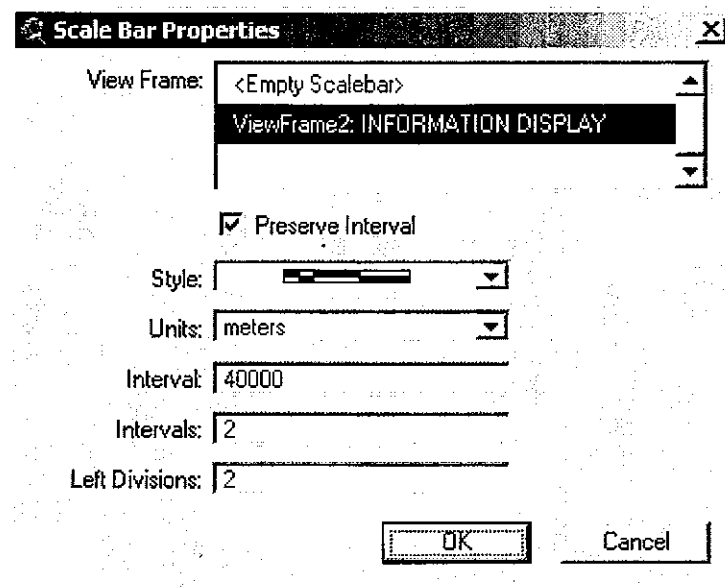 Scale Bar Properties
View Frame: <Empty Scalebar>
ViewFrame2: INFORMATION DISPLAY
Preserve Interval
Style:
Units: meters
Interval: 40000
Intervals: 2
Left Divisions: 2
OK Cancel